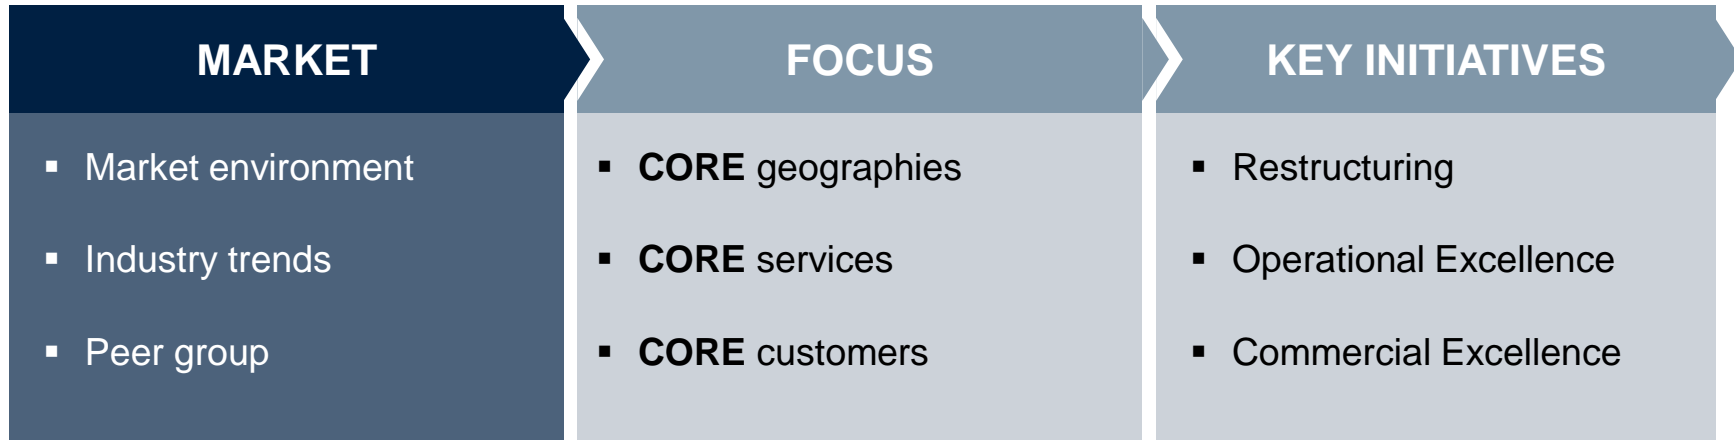 MARKET
▪ Market environment
▪ Industry trends
▪ Peer group
FOCUS
▪ CORE geographies
▪ CORE services
▪ CORE customers
KEY INITIATIVES
▪ Restructuring
▪ Operational Excellence
▪ Commercial Excellence